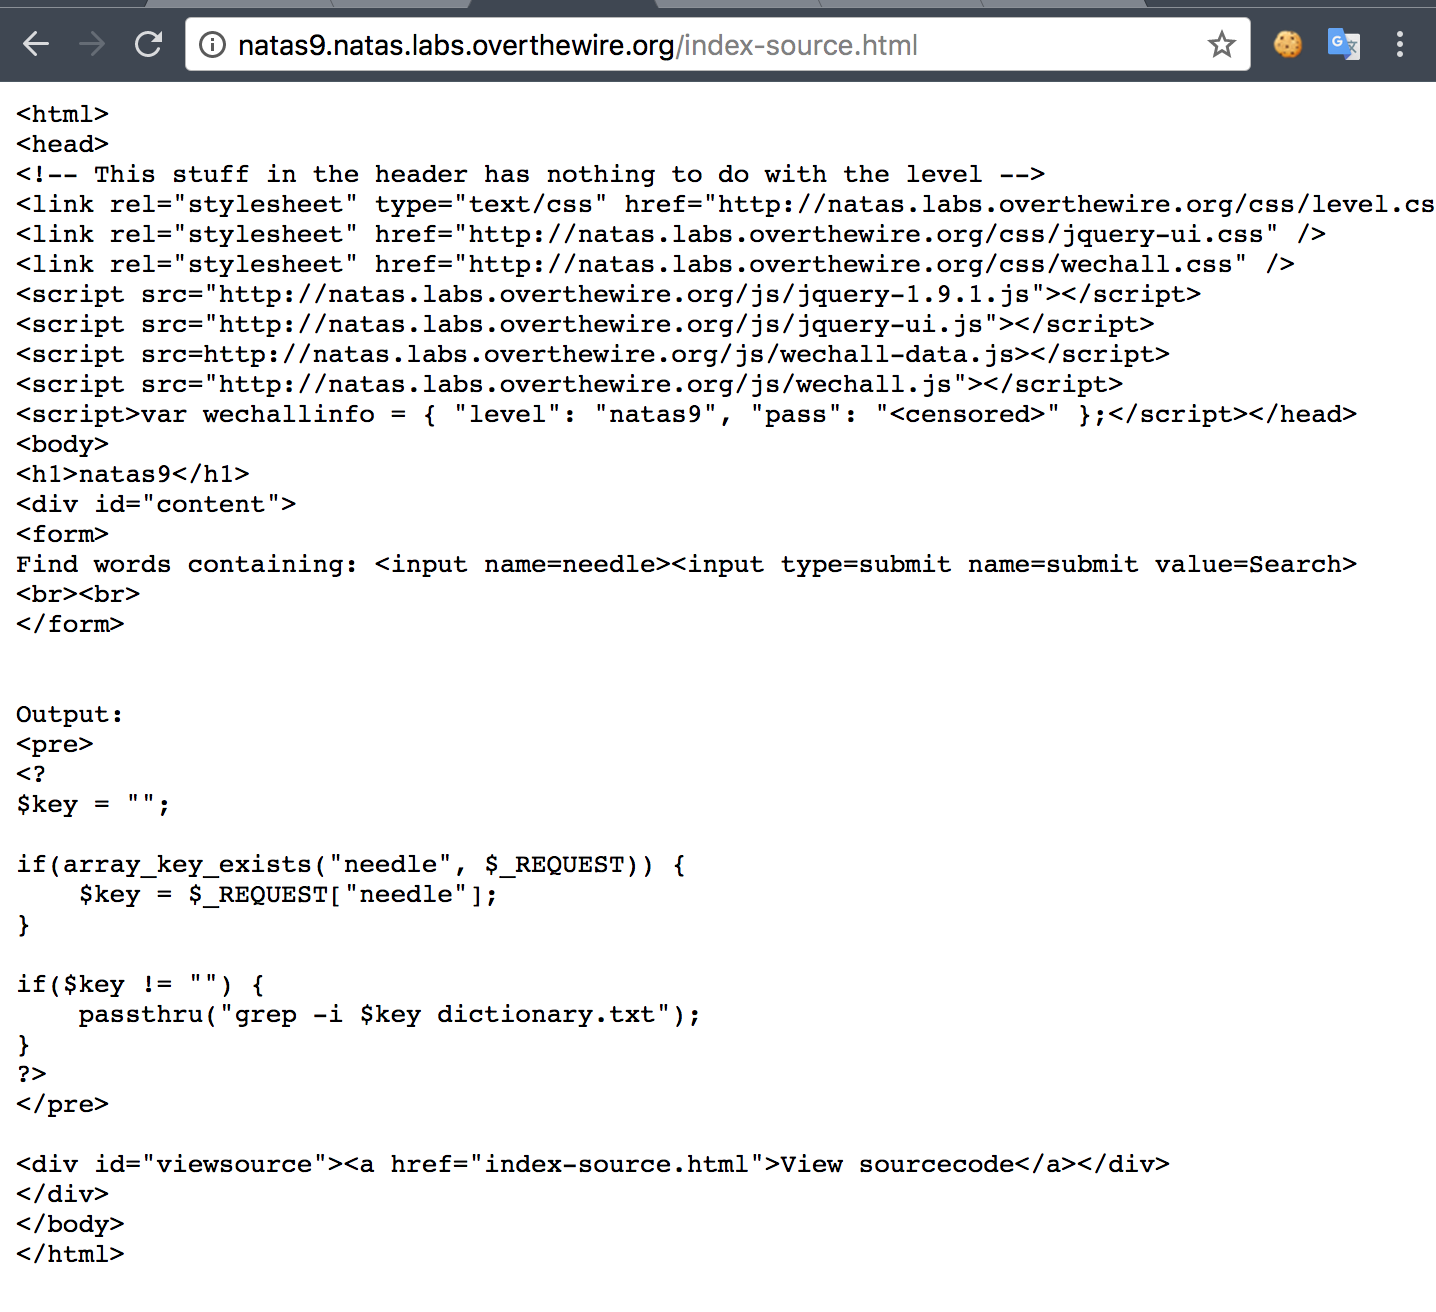 natas9.natas.labs.overthewire.org/index-source.html
<html>
<head>
<!-- This stuff in the header has nothing to do with the level -->
<link rel="stylesheet" type="text/css" href="http://natas.labs.overthewire.org/css/level.cs
<link rel="stylesheet" href="http://natas.labs.overthewire.org/css/jquery-ui.css" />
<link rel="stylesheet" href="http://natas.labs.overthewire.org/css/wechall.css" />
<script src="http://natas.labs.overthewire.org/js/jquery-1.9.1.js"></script>
<script src="http://natas.labs.overthewire.org/js/jquery-ui.js"></script>
<script src=http://natas.labs.overthewire.org/js/wechall-data.js></script>
<script src="http://natas.labs.overthewire.org/js/wechall.js"></script>
<script>var wechallinfo = { "level": "natas9", "pass": "<censored>" };</script></head>
<body>
<h1>natas9</h1>
<div id="content">
<form>
Find words containing: <input name=needle><input type=submit name=submit value=Search>
<br><br>
</form>


Output:
<pre>
<?
$key = "";

if(array_key_exists("needle", $_REQUEST)) {
    $key = $_REQUEST["needle"];
}

if($key != "") {
    passthru("grep -i $key dictionary.txt");
}
?>
</pre>

<div id="viewsource"><a href="index-source.html">View sourcecode</a></div>
</div>
</body>
</html>